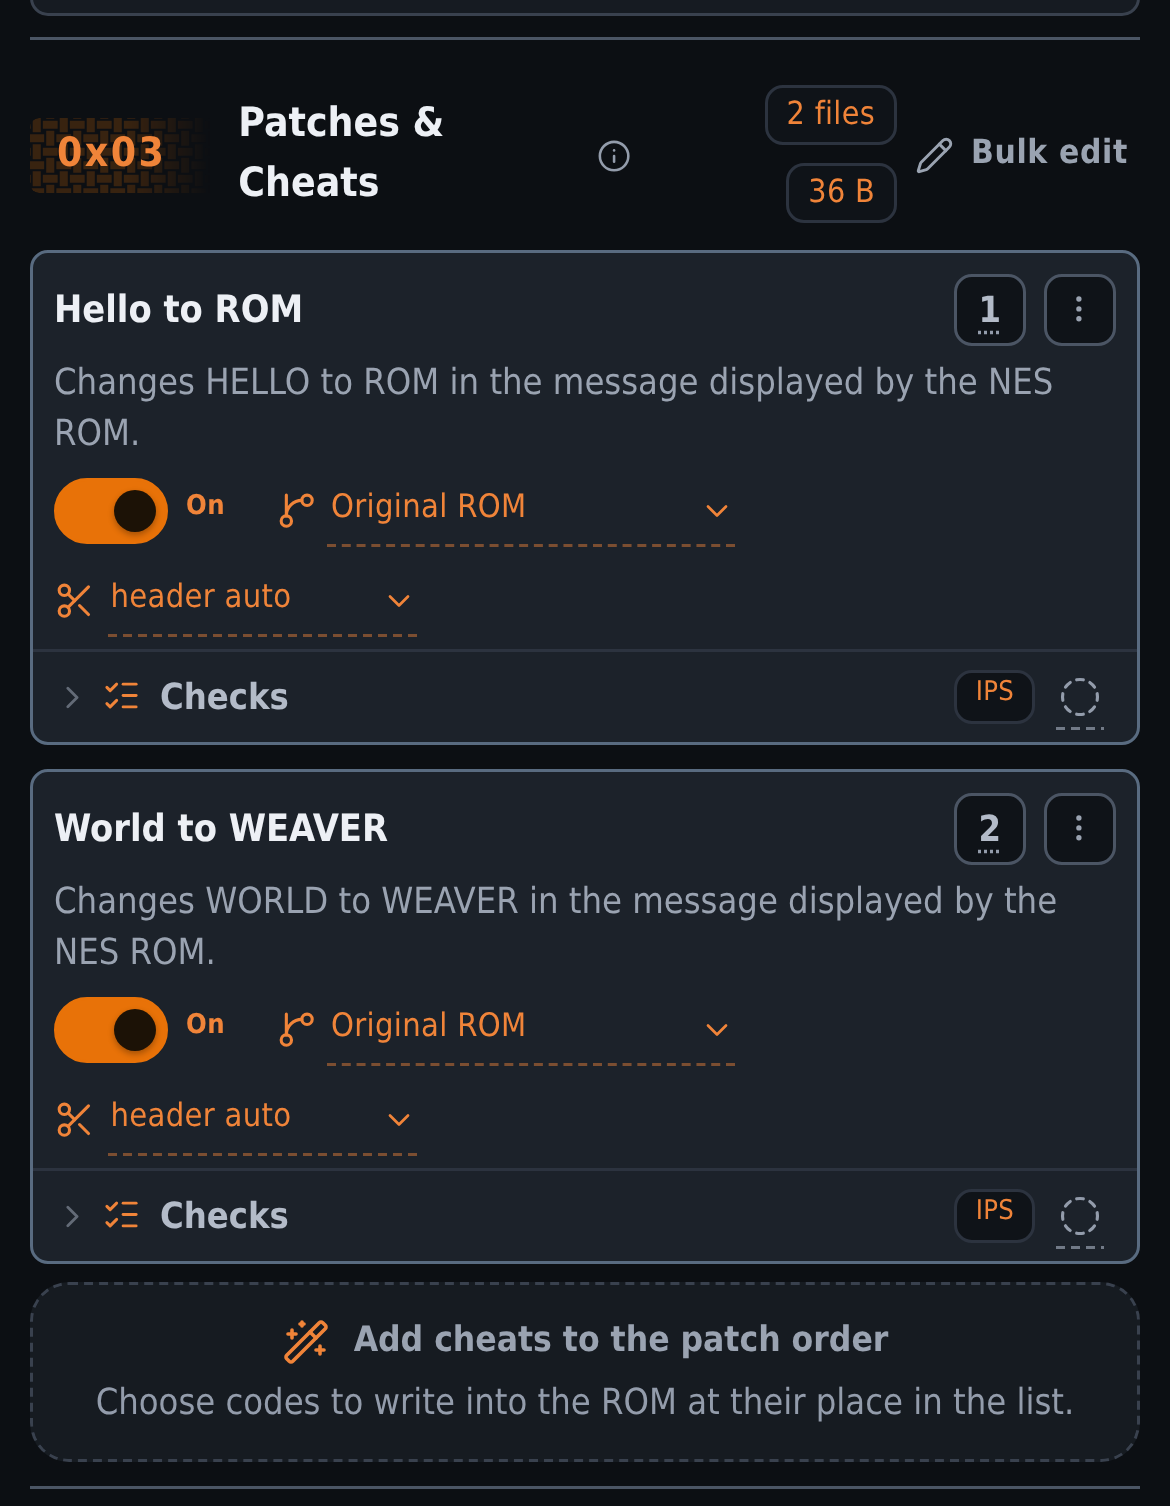 0x03
Patches &
Cheats
2 files
36 B
Bulk edit
Hello to ROM
1
Changes HELLO to ROM in the message displayed by the NES
ROM.
On
Original ROM
header auto
Checks
IPS
World to WEAVER
2
Changes WORLD to WEAVER in the message displayed by the
NES ROM.
On
Original ROM
header auto
Checks
IPS
Add cheats to the patch order
Choose codes to write into the ROM at their place in the list.